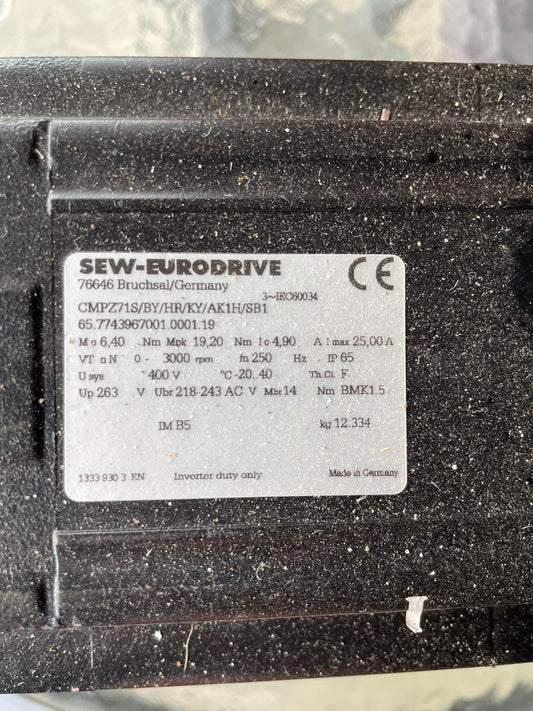 SEW-EURODRIVE CE
76646 Bruchsal/Germany
3~IEC60034
CMPZ71S/BY/HR/KY/AK1H/SB1
65.7743967001.0001.19
Mo 6,40 Nm Mpk 19,20 Nm Io 4,90 A Imax 25,00 A
VT nN 0- 3000 rpm fn 250 Hz IP 65
Usys 400 V °C -20..40 Th.Cl. F
Up 263 V Ubr 218-243 AC V Mbr 14 Nm BMK1.5
IM B5 kg 12.334
1333 930 3 .EN Inverter duty only Made in Germany